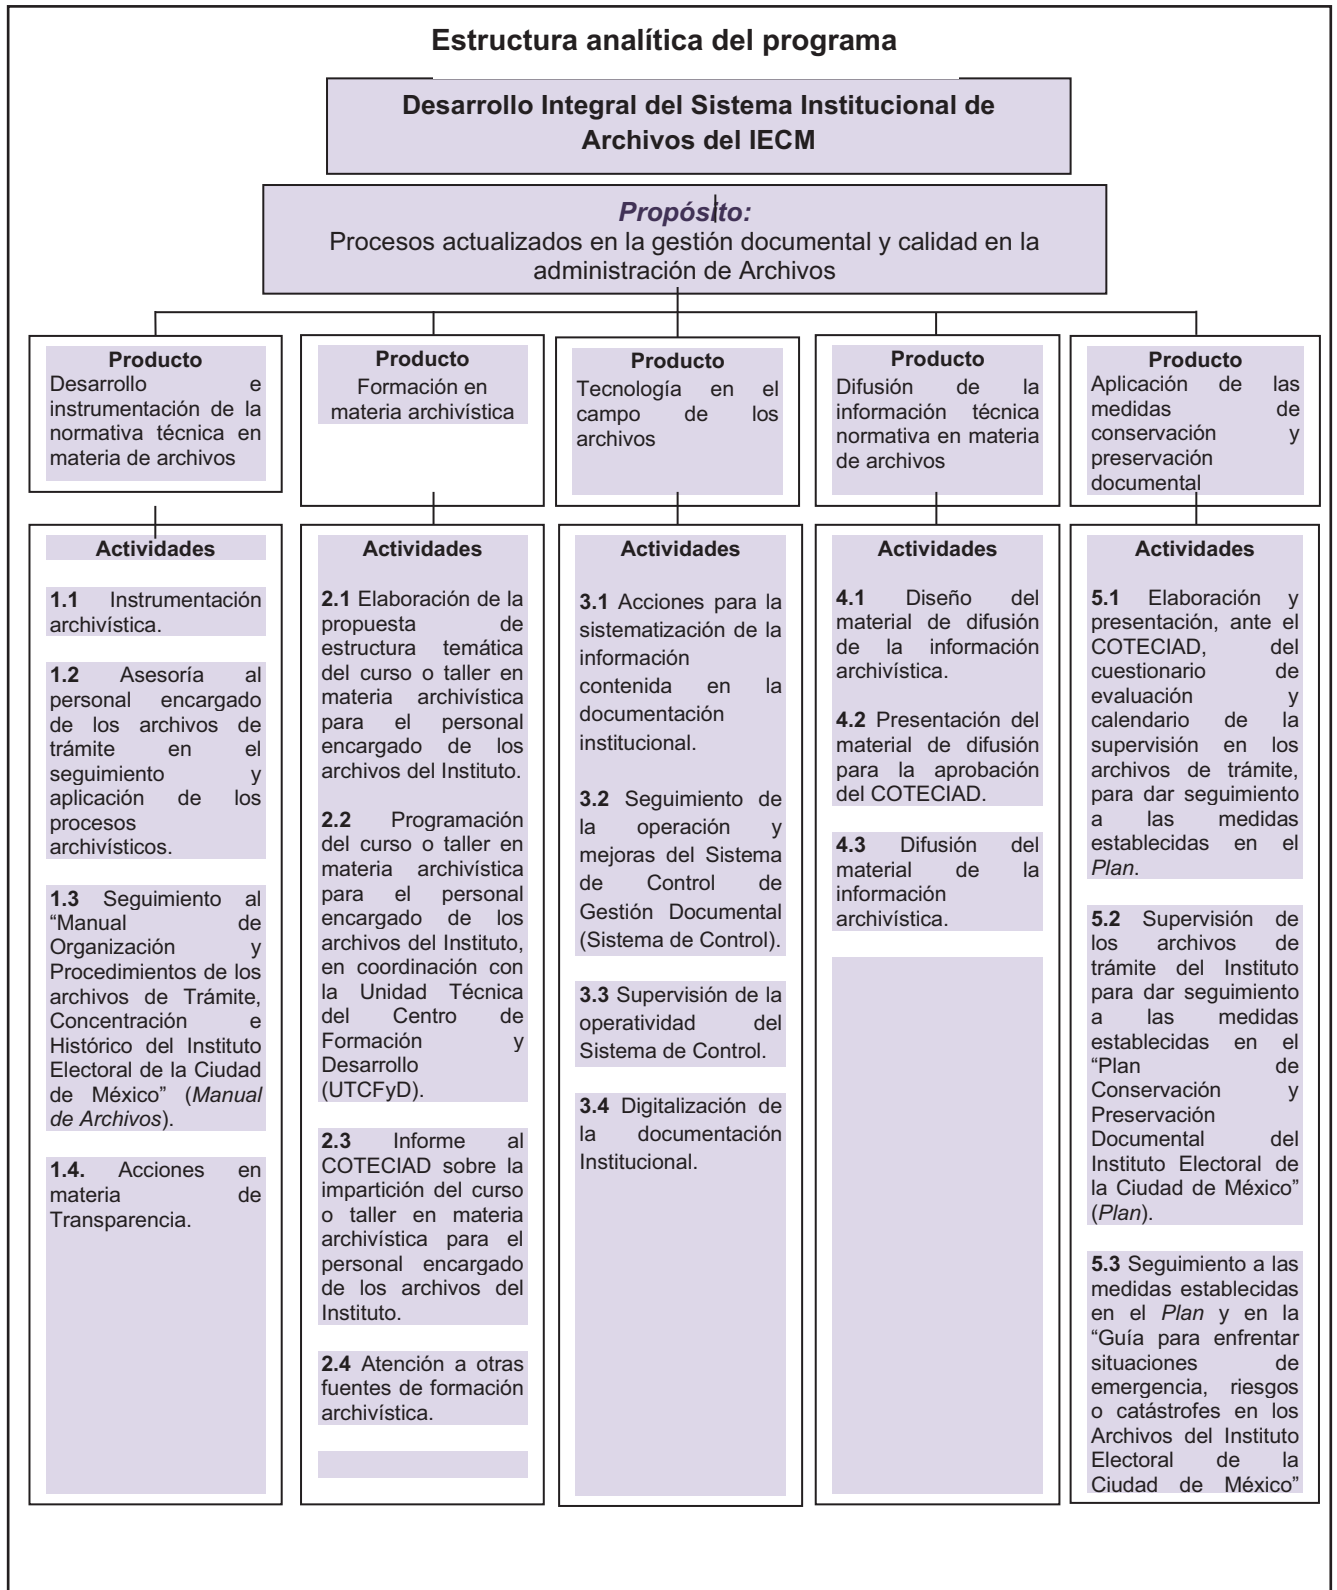 Estructura analítica del programa
Desarrollo Integral del Sistema Institucional de
Archivos del IECM
Propósito:
Procesos actualizados en la gestión documental y calidad en la
administración de Archivos
Producto
Desarrollo e
instrumentación de la
normativa técnica en
materia de archivos
Producto
Formación en
materia archivística
Producto
Tecnología en el
campo de los
archivos
Producto
Difusión de la
información técnica
normativa en materia
de archivos
Producto
Aplicación de las
medidas de
conservación y
preservación
documental
Actividades
1.1 Instrumentación
archivística.
1.2 Asesoría al
personal encargado
de los archivos de
trámite en el
seguimiento y
aplicación de los
procesos
archivísticos.
1.3 Seguimiento al
“Manual de
Organización y
Procedimientos de los
archivos de Trámite,
Concentración e
Histórico del Instituto
Electoral de la Ciudad
de México” (Manual
de Archivos).
1.4. Acciones en
materia de
Transparencia.
Actividades
2.1 Elaboración de la
propuesta de
estructura temática
del curso o taller en
materia archivística
para el personal
encargado de los
archivos del Instituto.
2.2 Programación
del curso o taller en
materia archivística
para el personal
encargado de los
archivos del Instituto,
en coordinación con
la Unidad Técnica
del Centro de
Formación y
Desarrollo
(UTCFyD).
2.3 Informe al
COTECIAD sobre la
impartición del curso
o taller en materia
archivística para el
personal encargado
de los archivos del
Instituto.
2.4 Atención a otras
fuentes de formación
archivística.
Actividades
3.1 Acciones para la
sistematización de la
información
contenida en la
documentación
institucional.
3.2 Seguimiento de
la operación y
mejoras del Sistema
de Control de
Gestión Documental
(Sistema de Control).
3.3 Supervisión de la
operatividad del
Sistema de Control.
3.4 Digitalización de
la documentación
Institucional.
Actividades
4.1 Diseño del
material de difusión
de la información
archivística.
4.2 Presentación del
material de difusión
para la aprobación
del COTECIAD.
4.3 Difusión del
material de la
información
archivística.
Actividades
5.1 Elaboración y
presentación, ante el
COTECIAD, del
cuestionario de
evaluación y
calendario de la
supervisión en los
archivos de trámite,
para dar seguimiento
a las medidas
establecidas en el
Plan.
5.2 Supervisión de
los archivos de
trámite del Instituto
para dar seguimiento
a las medidas
establecidas en el
“Plan de
Conservación y
Preservación
Documental del
Instituto Electoral de
la Ciudad de México”
(Plan).
5.3 Seguimiento a las
medidas establecidas
en el Plan y en la
“Guía para enfrentar
situaciones de
emergencia, riesgos
o catástrofes en los
Archivos del Instituto
Electoral de la
Ciudad de México”